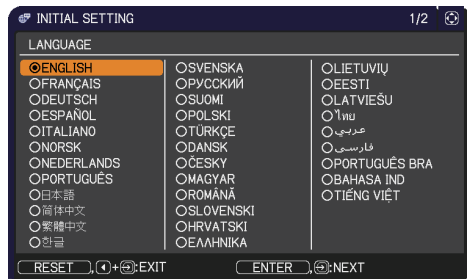 INITIAL SETTING 1/2
LANGUAGE
ENGLISH
FRANÇAIS
DEUTSCH
ESPAÑOL
ITALIANO
NORSK
NEDERLANDS
PORTUGUÊS
日本語
简体中文
繁體中文
한글
SVENSKA
РУССКИЙ
SUOMI
POLSKI
TÜRKÇE
DANSK
ČESKY
MAGYAR
ROMÂNĂ
SLOVENSKI
HRVATSKI
ΕΛΛΗΝΙΚΑ
LIETUVIŲ
EESTI
LATVIEŠU
ไทย
عربي
فارسی
PORTUGUÊS BRA
BAHASA IND
TIẾNG VIỆT
RESET ,+:EXIT ENTER ,:NEXT